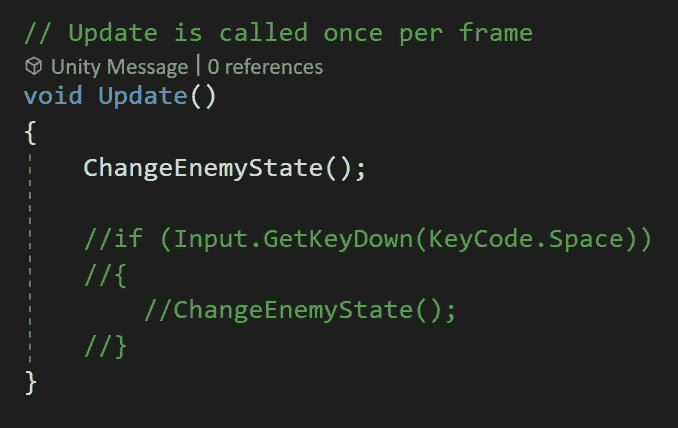 // Update is called once per frame
Unity Message | 0 references
void Update()
{
ChangeEnemyState();
//if (Input.GetKeyDown(KeyCode.Space))
//{
//ChangeEnemyState();
//}
}